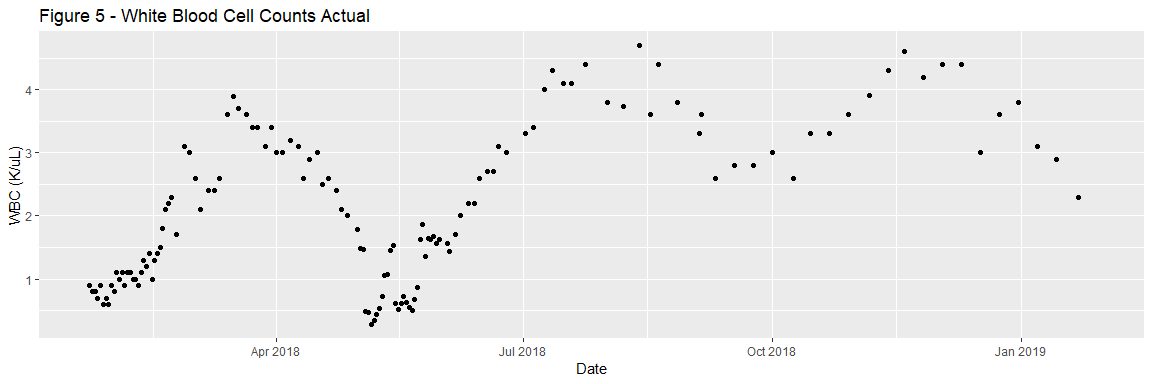 Figure 5 - White Blood Cell Counts Actual
WBC (K/uL)
4
3
2
1
Apr 2018 Jul 2018 Oct 2018 Jan 2019
Date